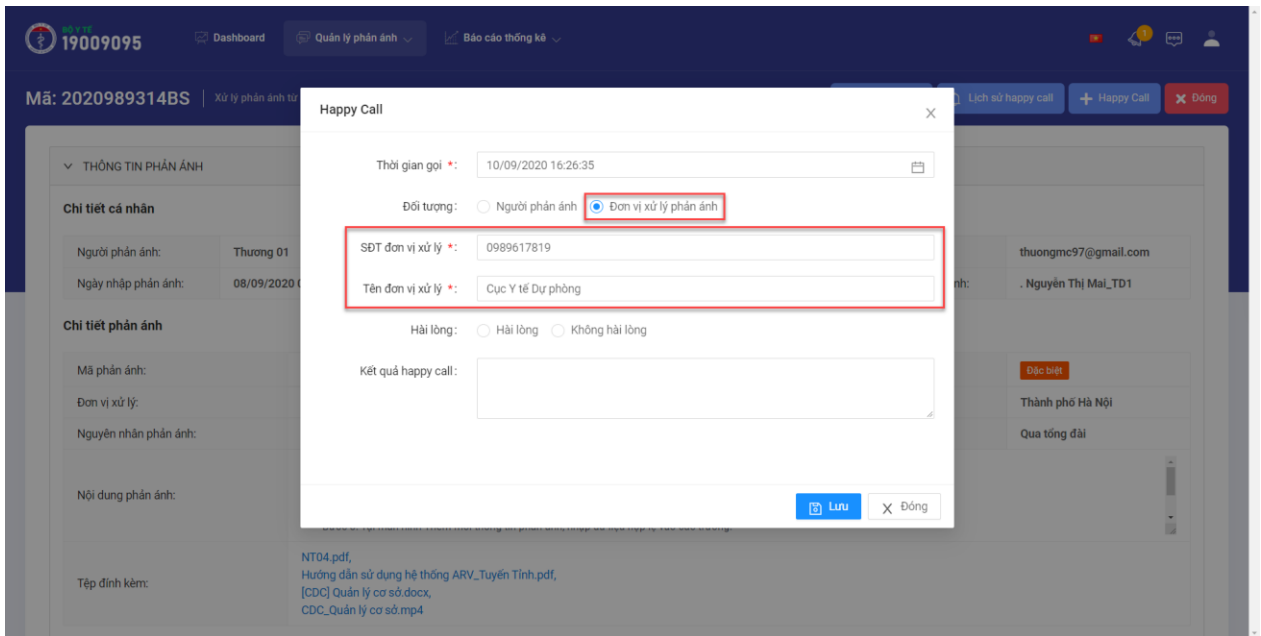 BỘ Y TẾ
19009095
Dashboard
Quản lý phản ánh
Báo cáo thống kê
1
Mã: 2020989314BS
Xử lý phản ánh từ
Lịch sử happy call
Happy Call
Đóng
Happy Call
Thời gian gọi *:
10/09/2020 16:26:35
Đối tượng:
Người phản ánh
Đơn vị xử lý phản ánh
SĐT đơn vị xử lý *:
0989617819
Tên đơn vị xử lý *:
Cục Y tế Dự phòng
Hài lòng:
Hài lòng
Không hài lòng
Kết quả happy call:
Lưu
Đóng
THÔNG TIN PHẢN ÁNH
Chi tiết cá nhân
Người phản ánh:
Thương 01
thuongmc97@gmail.com
Ngày nhập phản ánh:
08/09/2020
nh:
. Nguyễn Thị Mai_TD1
Chi tiết phản ánh
Mã phản ánh:
Đặc biệt
Đơn vị xử lý:
Thành phố Hà Nội
Nguyên nhân phản ánh:
Qua tổng đài
Nội dung phản ánh:
Tệp đính kèm:
NT04.pdf,
Hướng dẫn sử dụng hệ thống ARV_Tuyến Tỉnh.pdf,
[CDC] Quản lý cơ sở.docx,
CDC_Quản lý cơ sở.mp4